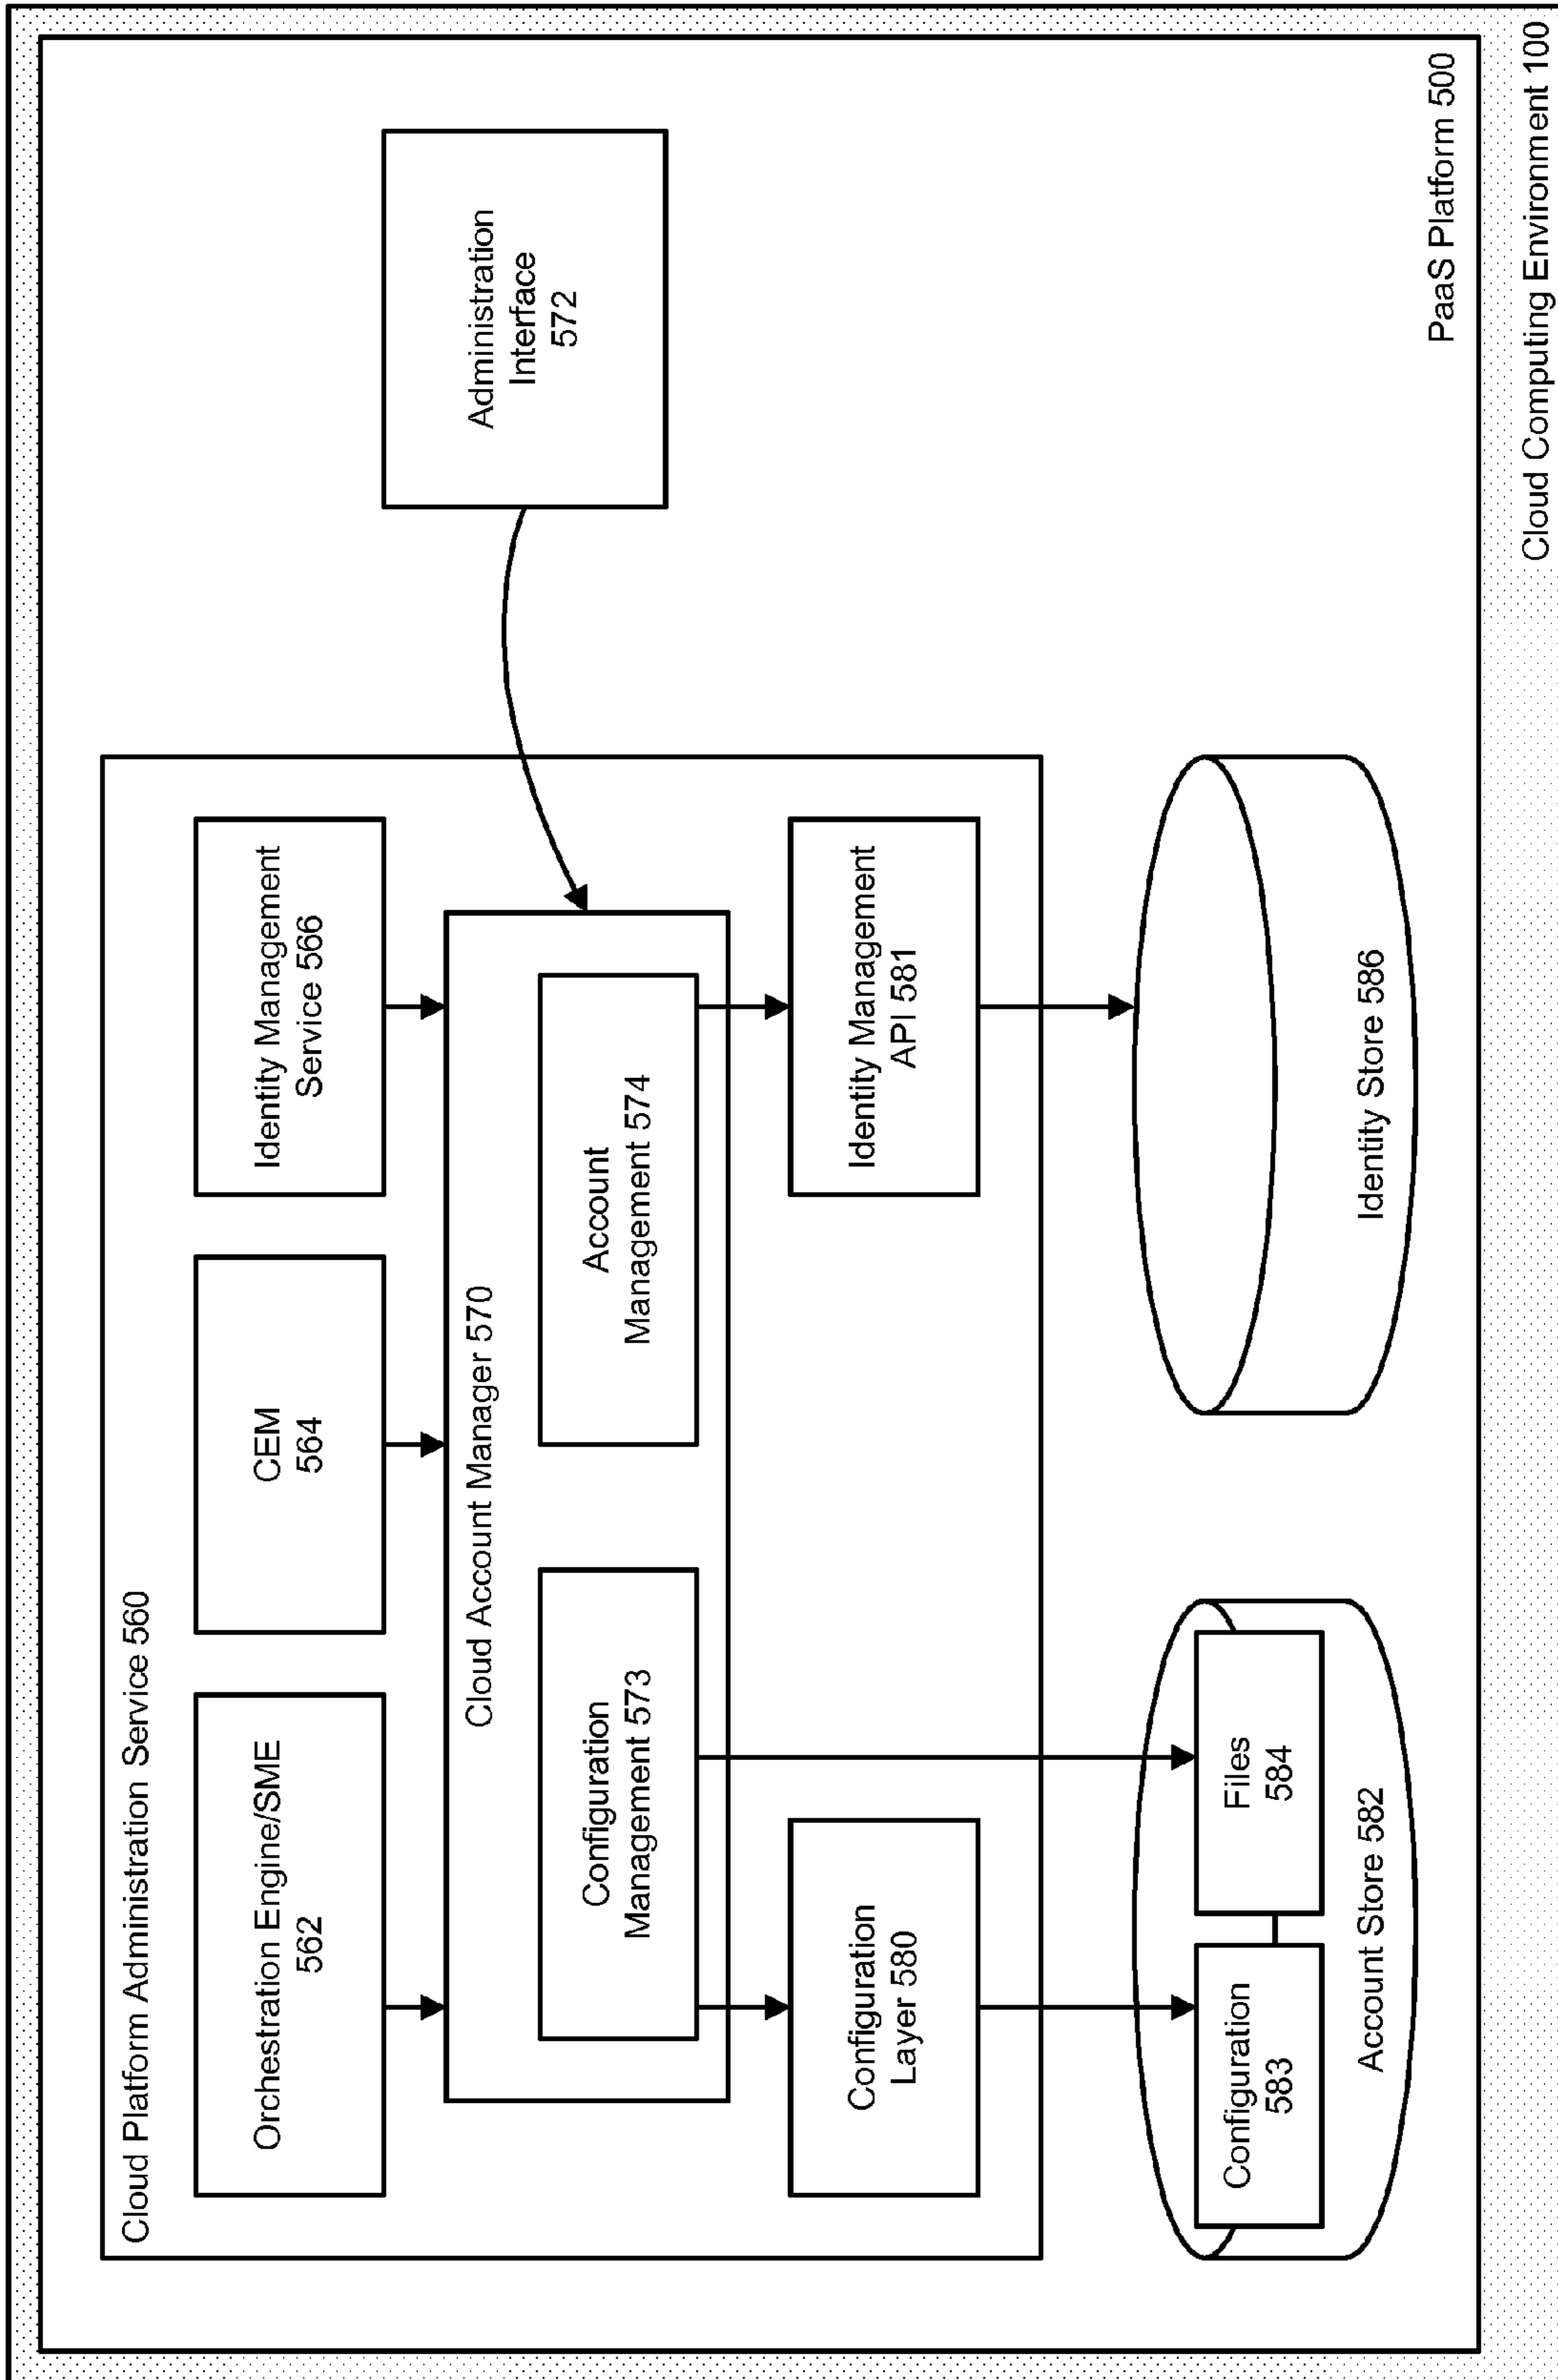 Cloud Platform Administration Service 560
Orchestration Engine/SME
562
CEM
564
Identity Management
Service 566
Cloud Account Manager 570
Configuration
Management 573
Account
Management 574
Administration
Interface
572
Configuration
Layer 580
Identity Management
API 581
Configuration
583
Files
584
Account Store 582
Identity Store 586
PaaS Platform 500
Cloud Computing Environment 100